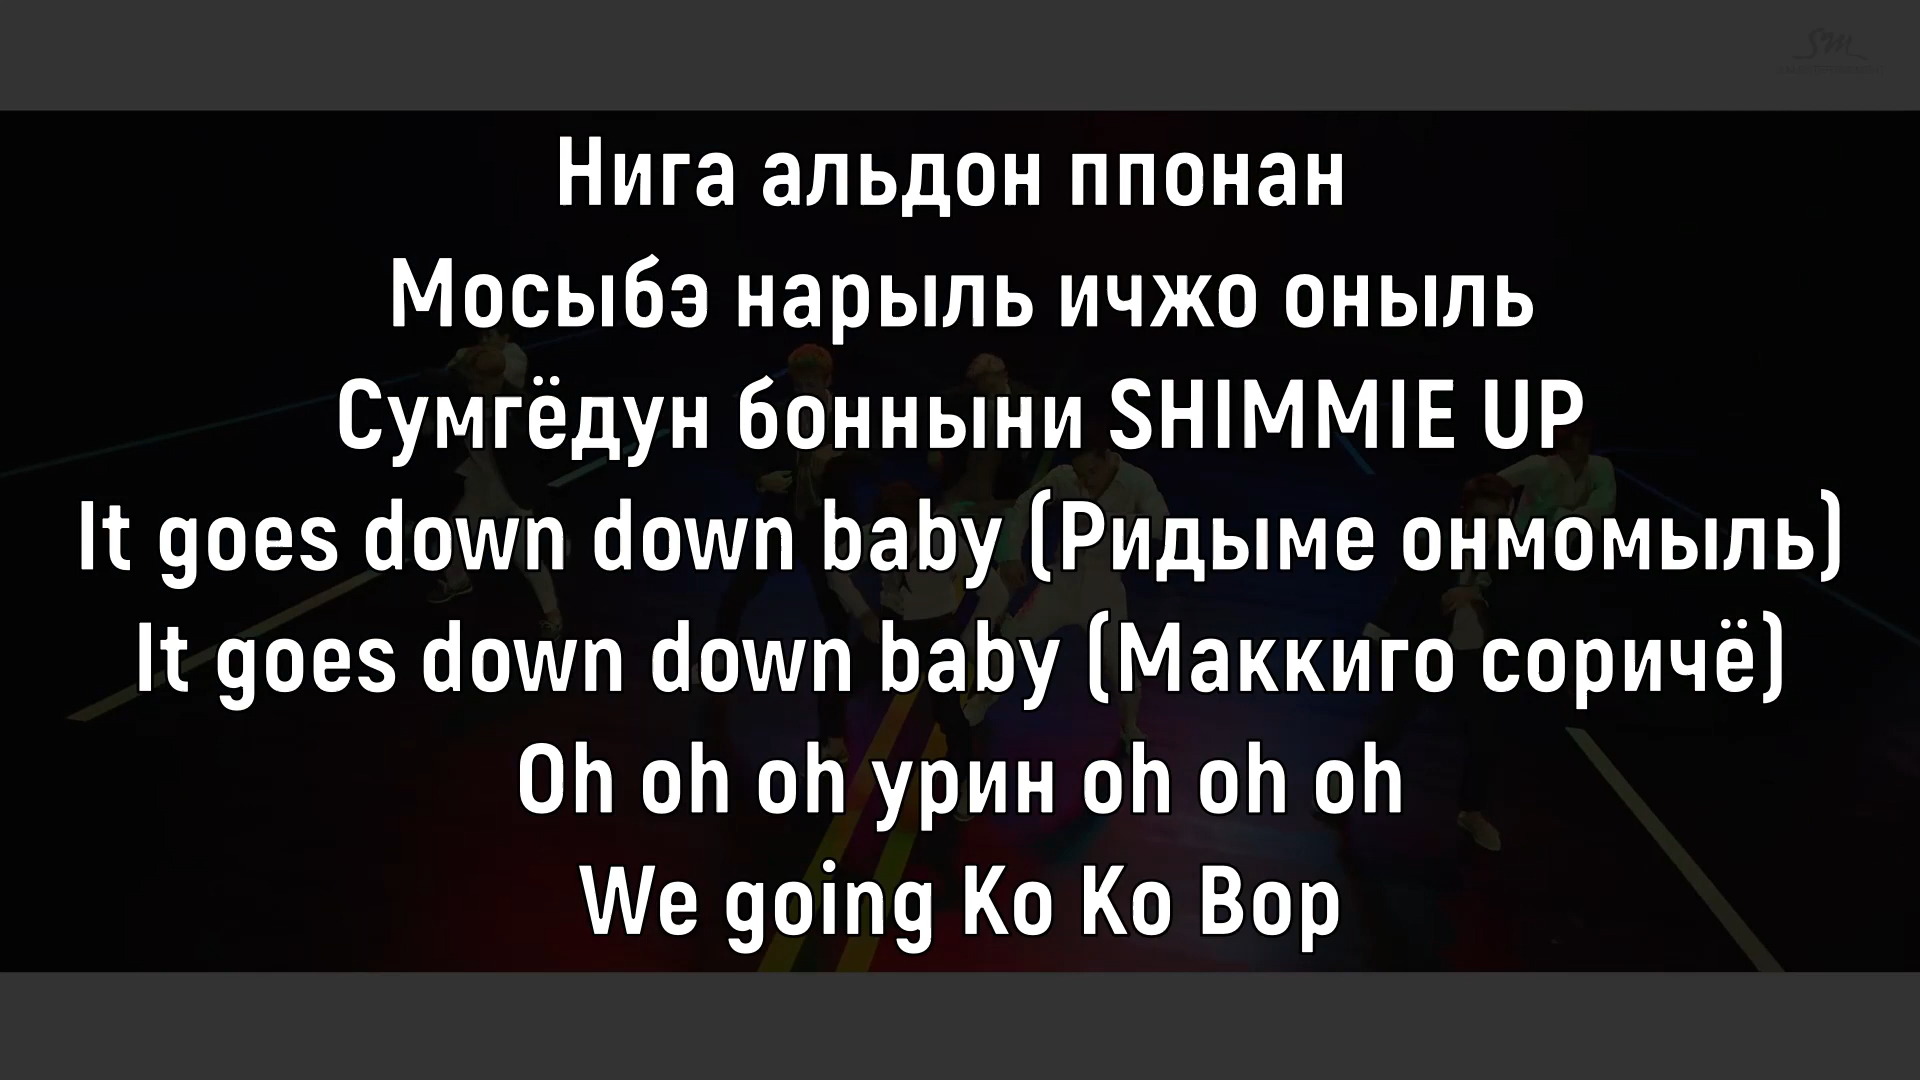 Нига альдон ппонан
Мосыбэ нарыль ичжо оныль
Сумгёдун бонныни SHIMMIE UP
It goes down down baby (Ридыме онмомыль)
It goes down down baby (Маккиго соричё)
Oh oh oh урин oh oh oh
We going Ko Ko Bop